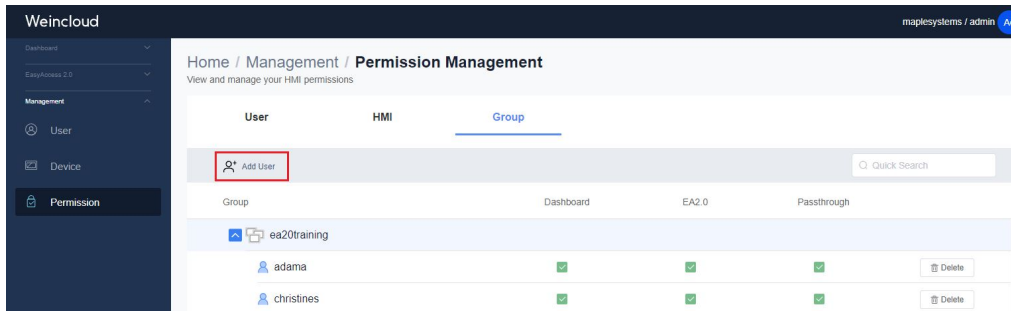 Weincloud
maplesystems / admin
Dashboard
EasyAccess 2.0
Management
User
Device
Permission
Home / Management / Permission Management
View and manage your HMI permissions
User HMI Group
Add User
Quick Search
Group Dashboard EA2.0 Passthrough
ea20training
adama Delete
christines Delete